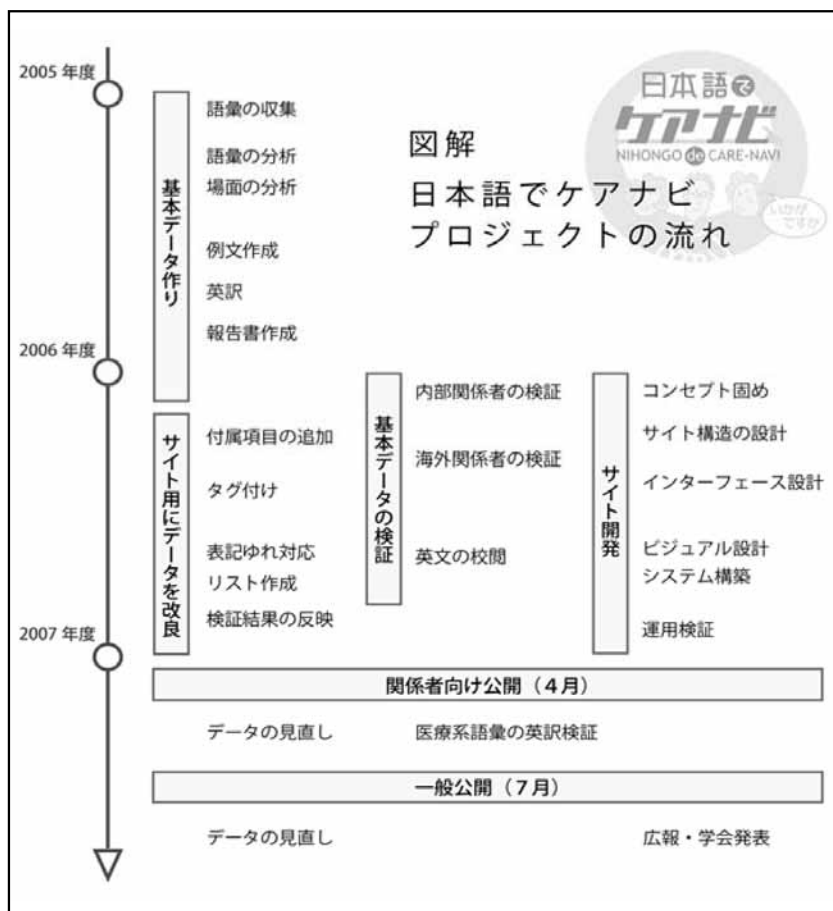 図解
日本語でケアナビ
プロジェクトの流れ
日本語で
ケアナビ
NIHONGO de CARE-NAVI
いかが
ですか
2005 年度
基本データ作り
語彙の収集
語彙の分析
場面の分析
例文作成
英訳
報告書作成
2006 年度
サイト用にデータを改良
付属項目の追加
タグ付け
表記ゆれ対応
リスト作成
検証結果の反映
基本データの検証
内部関係者の検証
海外関係者の検証
英文の校閲
サイト開発
コンセプト固め
サイト構造の設計
インターフェース設計
ビジュアル設計
システム構築
運用検証
2007 年度
関係者向け公開（４月）
データの見直し
医療系語彙の英訳検証
一般公開（７月）
データの見直し
広報・学会発表